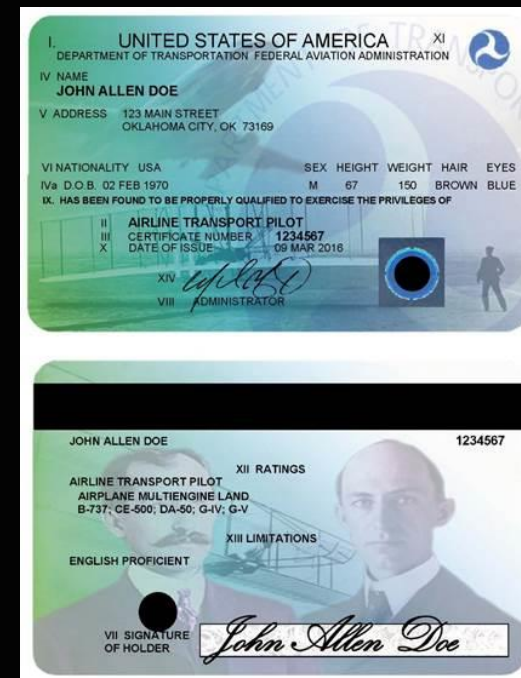 I. UNITED STATES OF AMERICA XI
DEPARTMENT OF TRANSPORTATION FEDERAL AVIATION ADMINISTRATION
IV NAME
JOHN ALLEN DOE
V ADDRESS 123 MAIN STREET
OKLAHOMA CITY, OK 73169
VI NATIONALITY USA SEX HEIGHT WEIGHT HAIR EYES
IVa D.O.B. 02 FEB 1970 M 67 150 BROWN BLUE
IX. HAS BEEN FOUND TO BE PROPERLY QUALIFIED TO EXERCISE THE PRIVILEGES OF
II AIRLINE TRANSPORT PILOT
III CERTIFICATE NUMBER 1234567
X DATE OF ISSUE 09 MAR 2016
XIV
VIII ADMINISTRATOR
JOHN ALLEN DOE 1234567
XII RATINGS
AIRLINE TRANSPORT PILOT
AIRPLANE MULTIENGINE LAND
B-737; CE-500; DA-50; G-IV; G-V
XIII LIMITATIONS
ENGLISH PROFICIENT
VII SIGNATURE
OF HOLDER John Allen Doe